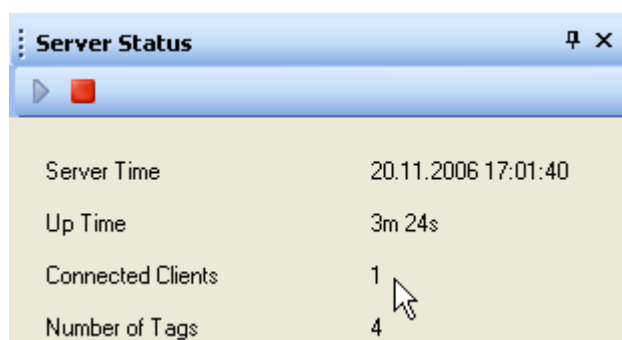 Server Status
Server Time 20.11.2006 17:01:40
Up Time 3m 24s
Connected Clients 1
Number of Tags 4